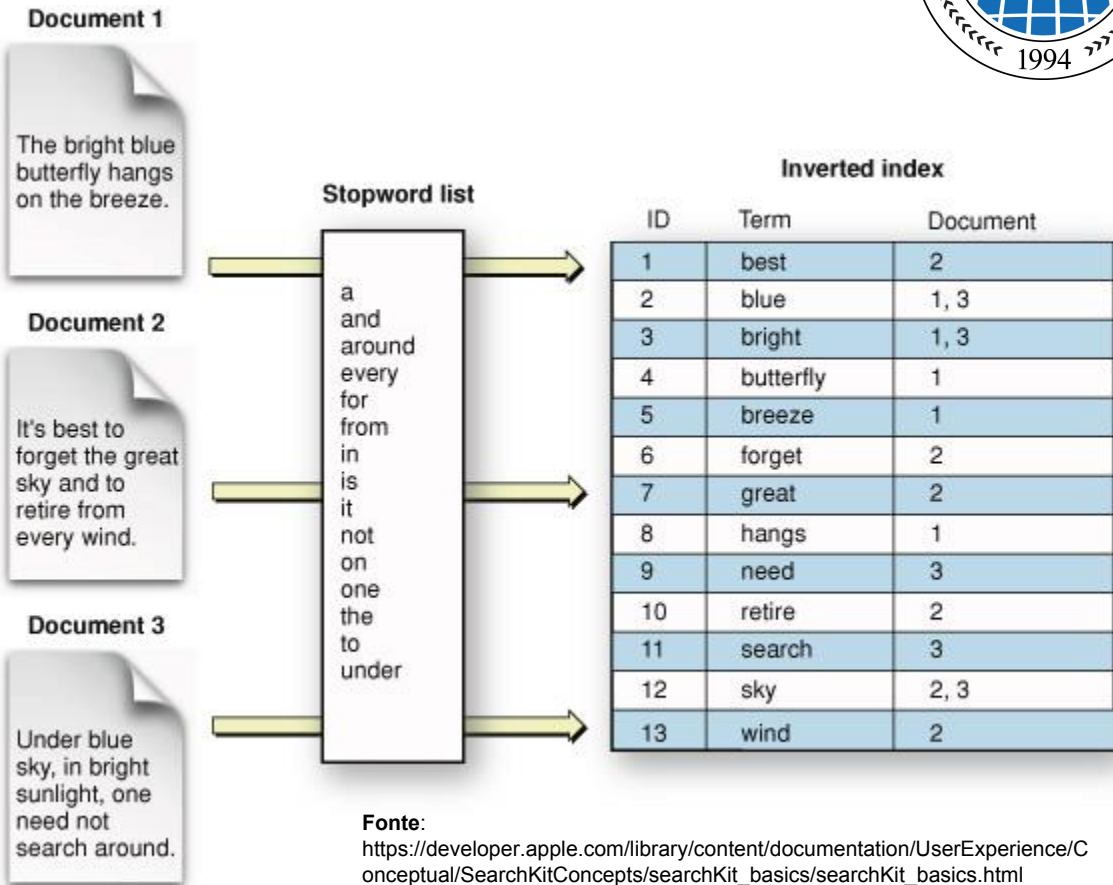 Document 1
The bright blue
butterfly hangs
on the breeze.
Document 2
It's best to
forget the great
sky and to
retire from
every wind.
Document 3
Under blue
sky, in bright
sunlight, one
need not
search around.
Stopword list
a
and
around
every
for
from
in
is
it
not
on
one
the
to
under
1994
Inverted index
ID Term Document
1 best 2
2 blue 1, 3
3 bright 1, 3
4 butterfly 1
5 breeze 1
6 forget 2
7 great 2
8 hangs 1
9 need 3
10 retire 2
11 search 3
12 sky 2, 3
13 wind 2
Fonte:
https://developer.apple.com/library/content/documentation/UserExperience/C
onceptual/SearchKitConcepts/searchKit_basics/searchKit_basics.html